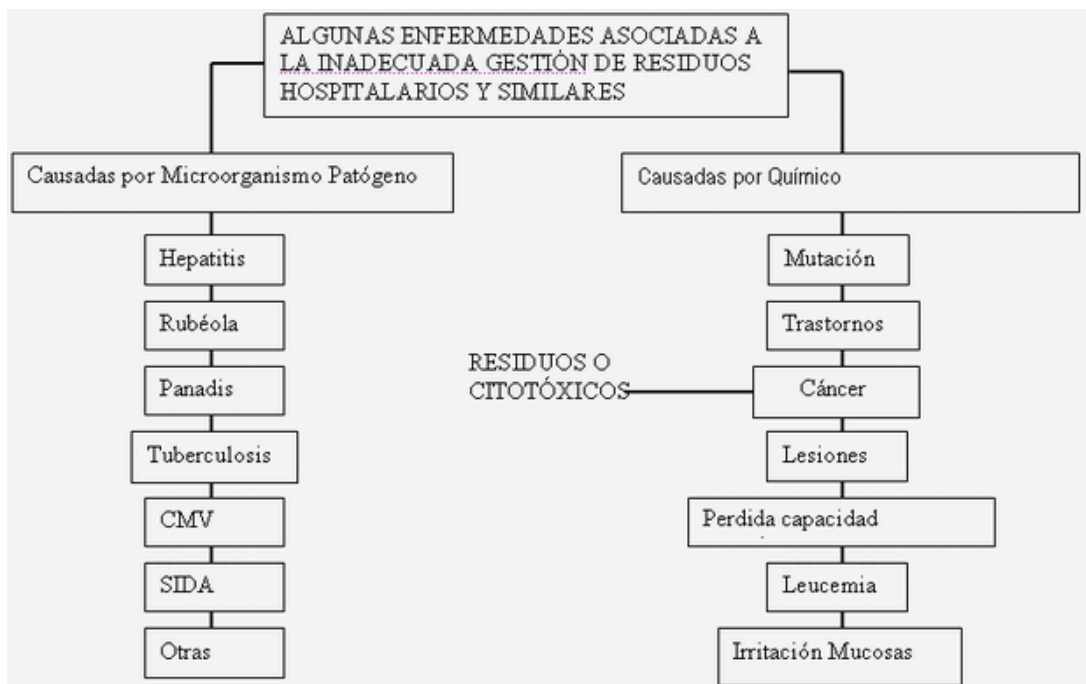 ALGUNAS ENFERMEDADES ASOCIADAS A
LA INADECUADA GESTIÓN DE RESIDUOS
HOSPITALARIOS Y SIMILARES
Causadas por Microorganismo Patógeno
Hepatitis
Rubéola
Panadis
Tuberculosis
CMV
SIDA
Otras
Causadas por Químico
Mutación
Trastornos
RESIDUOS O
CITOTÓXICOS
Cáncer
Lesiones
Perdida capacidad
Leucemia
Irritación Mucosas